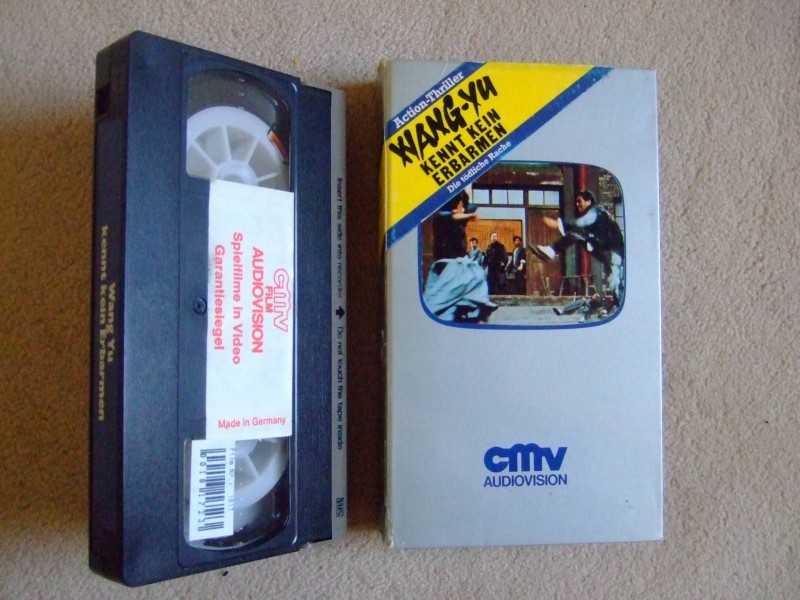 Wang Yu
kennt kein Erbarmen
cmv
FILM
AUDIOVISION
Spielfilme in Video
Garantiesiegel
Made in Germany
Insert this side into recorder Do not touch the tape inside
VHS
Action-Thriller
WANG-YU
KENNT KEIN
ERBARMEN
Die tödliche Rache
cmv
AUDIOVISION